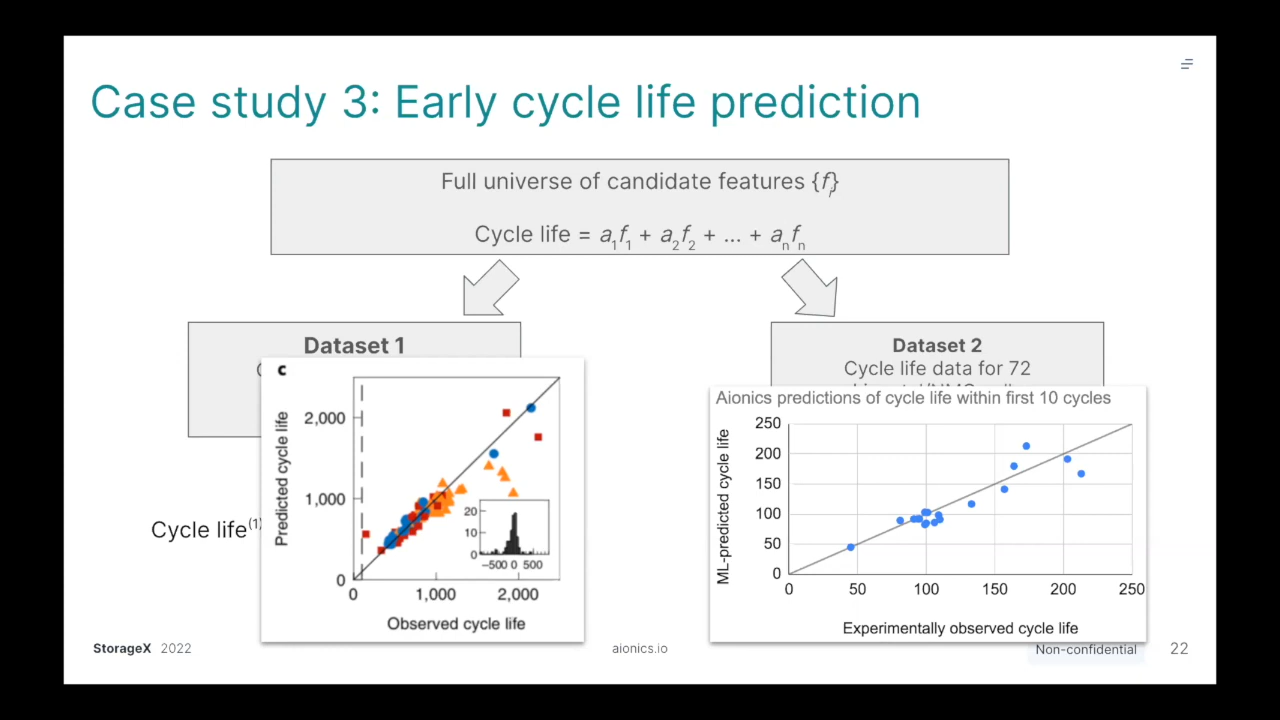 Case study 3: Early cycle life prediction
Full universe of candidate features {fᵢ}
Cycle life = a₁f₁ + a₂f₂ + ... + aₙfₙ
Dataset 1
c
Predicted cycle life
2,000
1,000
0
0 1,000 2,000
20
10
0
−500 0 500
Observed cycle life
Cycle life⁽¹⁾
Dataset 2
Cycle life data for 72
Aionics predictions of cycle life within first 10 cycles
ML-predicted cycle life
250
200
150
100
50
0
0 50 100 150 200 250
Experimentally observed cycle life
StorageX 2022
aionics.io
Non-confidential
22